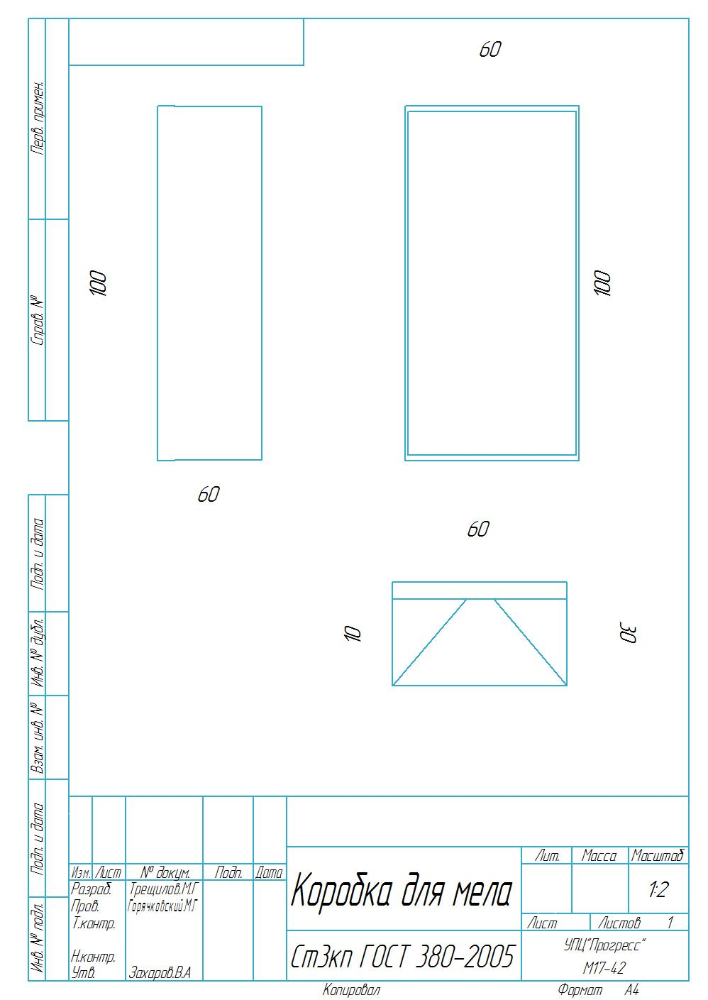 60
Перв. примен.
100
100
Справ. №
60
60
Подп. и дата
10
30
Инв. № дубл.
Взам. инв. №
Подп. и дата
Инв. № подл.
Изм. Лист № докум. Подп. Дата
Разраб. Трещилов.М.Г
Пров. Горячковский.М.Г
Т.контр.
Н.контр.
Утв. Захаров.В.А
Коробка для мела
Лит. Масса Масштаб
1:2
Лист Листов 1
Ст3кп ГОСТ 380-2005
УПЦ"Прогресс"
М17-42
Копировал Формат А4